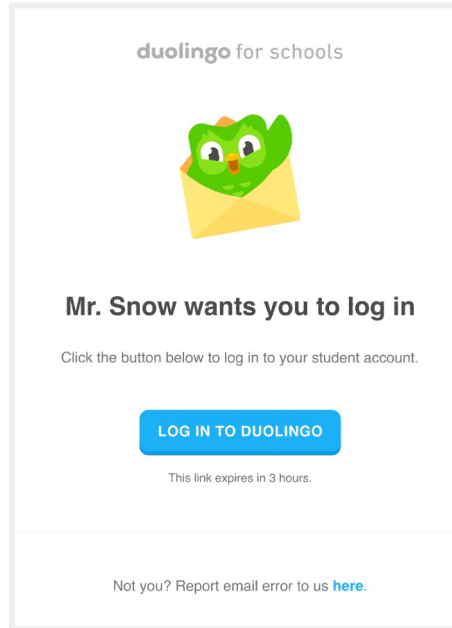 duolingo for schools
Mr. Snow wants you to log in
Click the button below to log in to your student account.
LOG IN TO DUOLINGO
This link expires in 3 hours.
Not you? Report email error to us here.